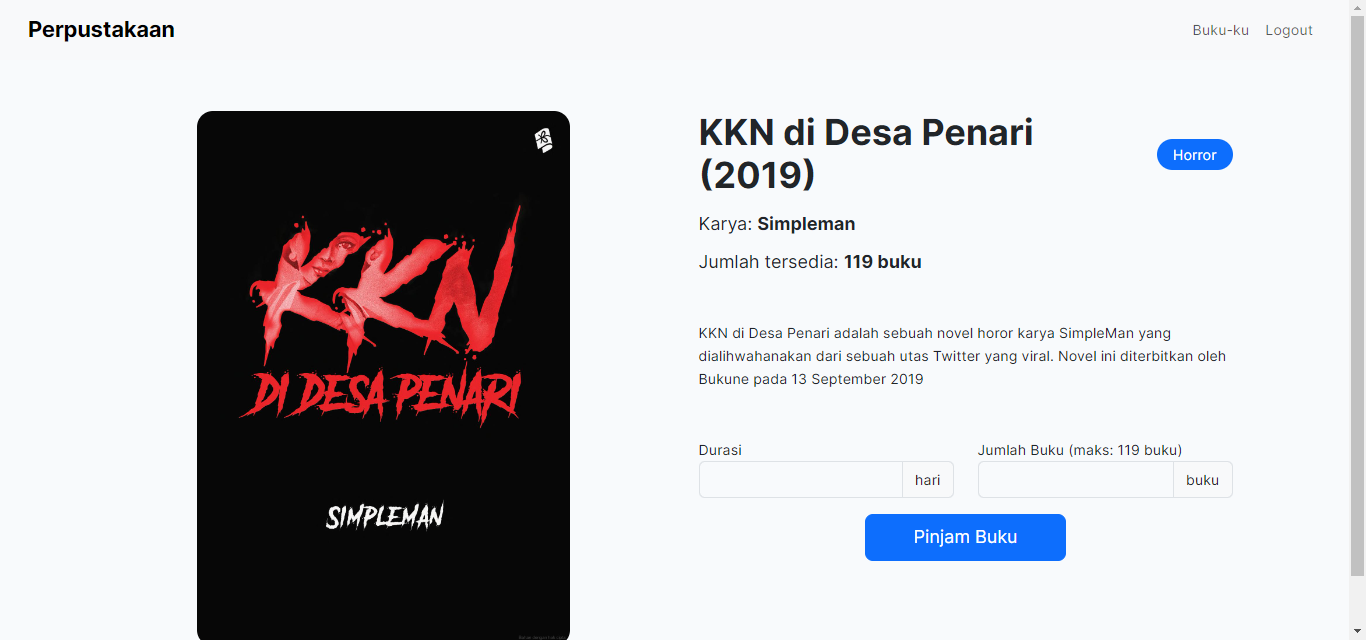 Perpustakaan
Buku-ku
Logout
KKN
DI DESA PENARI
SIMPLEMAN
KKN di Desa Penari
(2019)
Horror
Karya: Simpleman
Jumlah tersedia: 119 buku
KKN di Desa Penari adalah sebuah novel horor karya SimpleMan yang
dialihwahanakan dari sebuah utas Twitter yang viral. Novel ini diterbitkan oleh
Bukune pada 13 September 2019
Durasi
hari
Jumlah Buku (maks: 119 buku)
buku
Pinjam Buku